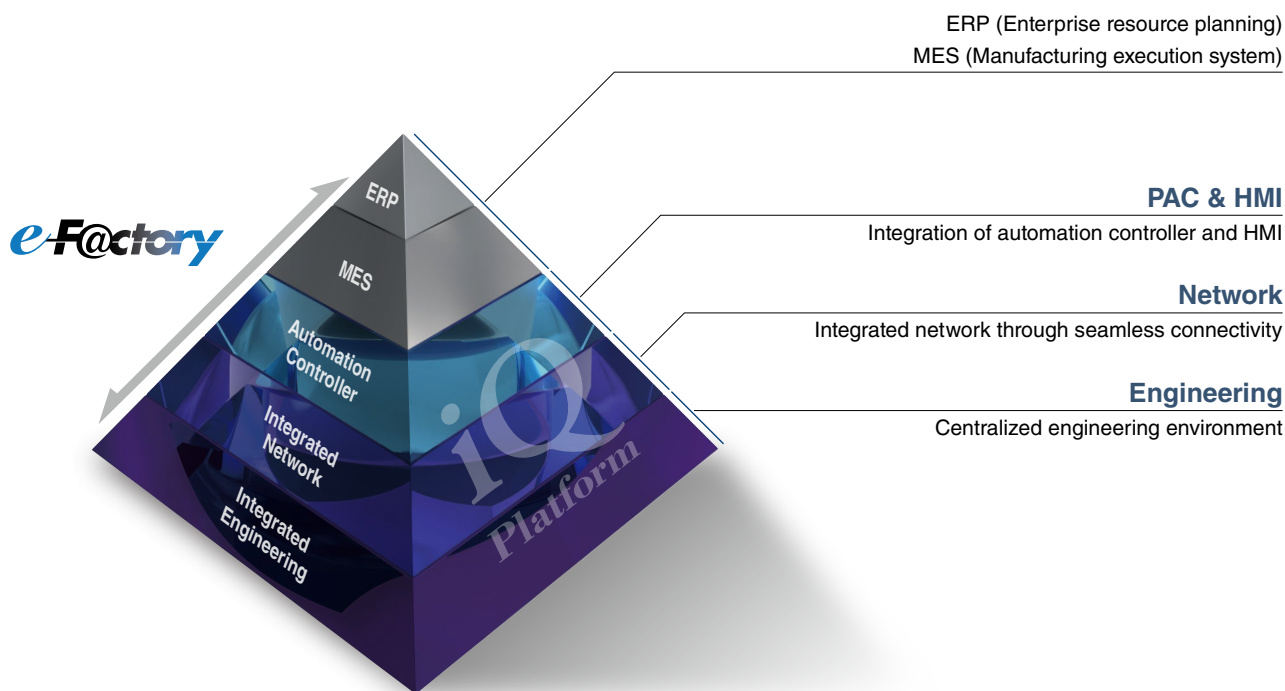 ERP (Enterprise resource planning)
MES (Manufacturing execution system)
PAC & HMI
Integration of automation controller and HMI
Network
Integrated network through seamless connectivity
Engineering
Centralized engineering environment
e-F@ctory
ERP
MES
Automation
Controller
Integrated
Network
Integrated
Engineering
iQ
Platform